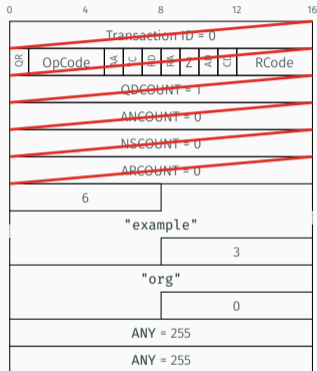 0 4 8 12 16
Transaction ID = 0
QR OpCode AA TC RD RA Z AD CD RCode
QDCOUNT = 1
ANCOUNT = 0
NSCOUNT = 0
ARCOUNT = 0
6
"example"
3
"org"
0
ANY = 255
ANY = 255